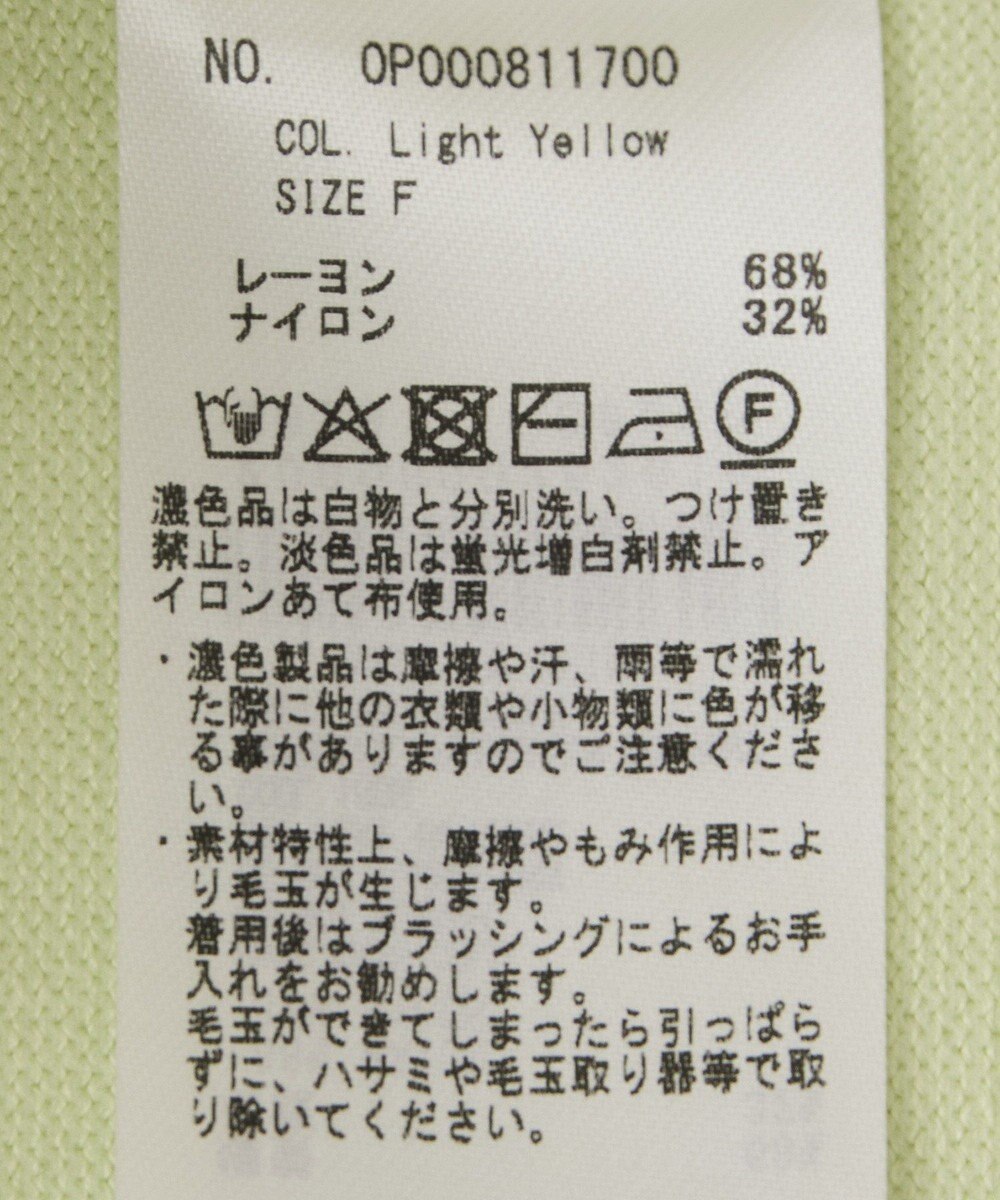 NO. OP000811700
COL. Light Yellow
SIZE F
レーヨン 68%
ナイロン 32%
F
濃色品は白物と分別洗い。つけ置き
禁止。淡色品は蛍光増白剤禁止。ア
イロンあて布使用。
・濃色製品は摩擦や汗、雨等で濡れ
た際に他の衣類や小物類に色が移
る事がありますのでご注意くださ
い。
・素材特性上、摩擦やもみ作用によ
り毛玉が生じます。
着用後はブラッシングによるお手
入れをお勧めします。
毛玉ができてしまったら引っぱら
ずに、ハサミや毛玉取り器等で取
り除いてください。